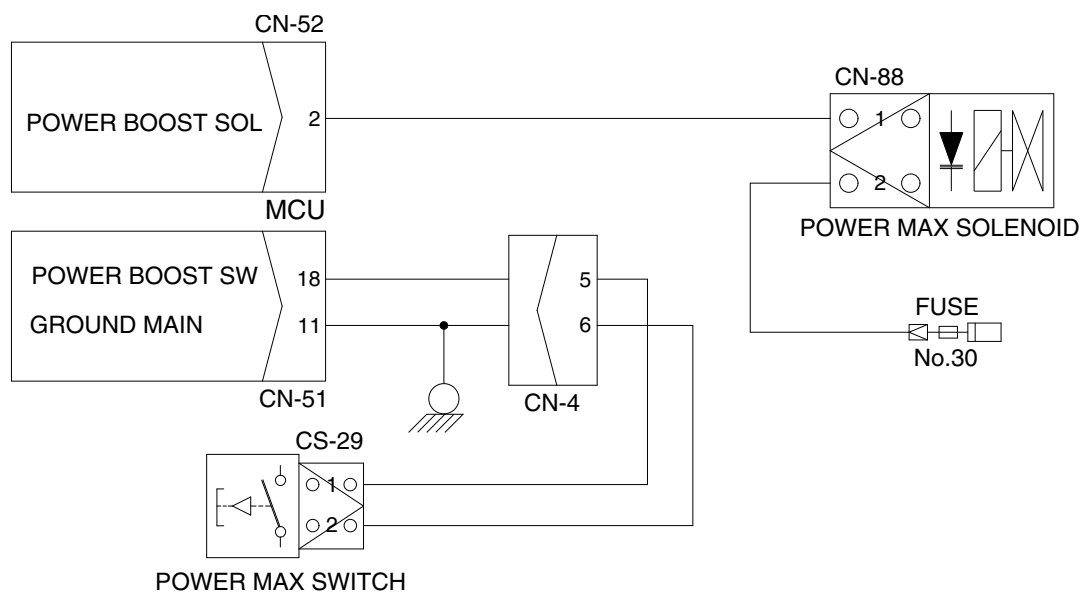 CN-52
POWER BOOST SOL
2
CN-88
1
2
POWER MAX SOLENOID
MCU
POWER BOOST SW
18
GROUND MAIN
11
CN-51
5
6
CN-4
FUSE
No.30
CS-29
1
2
POWER MAX SWITCH